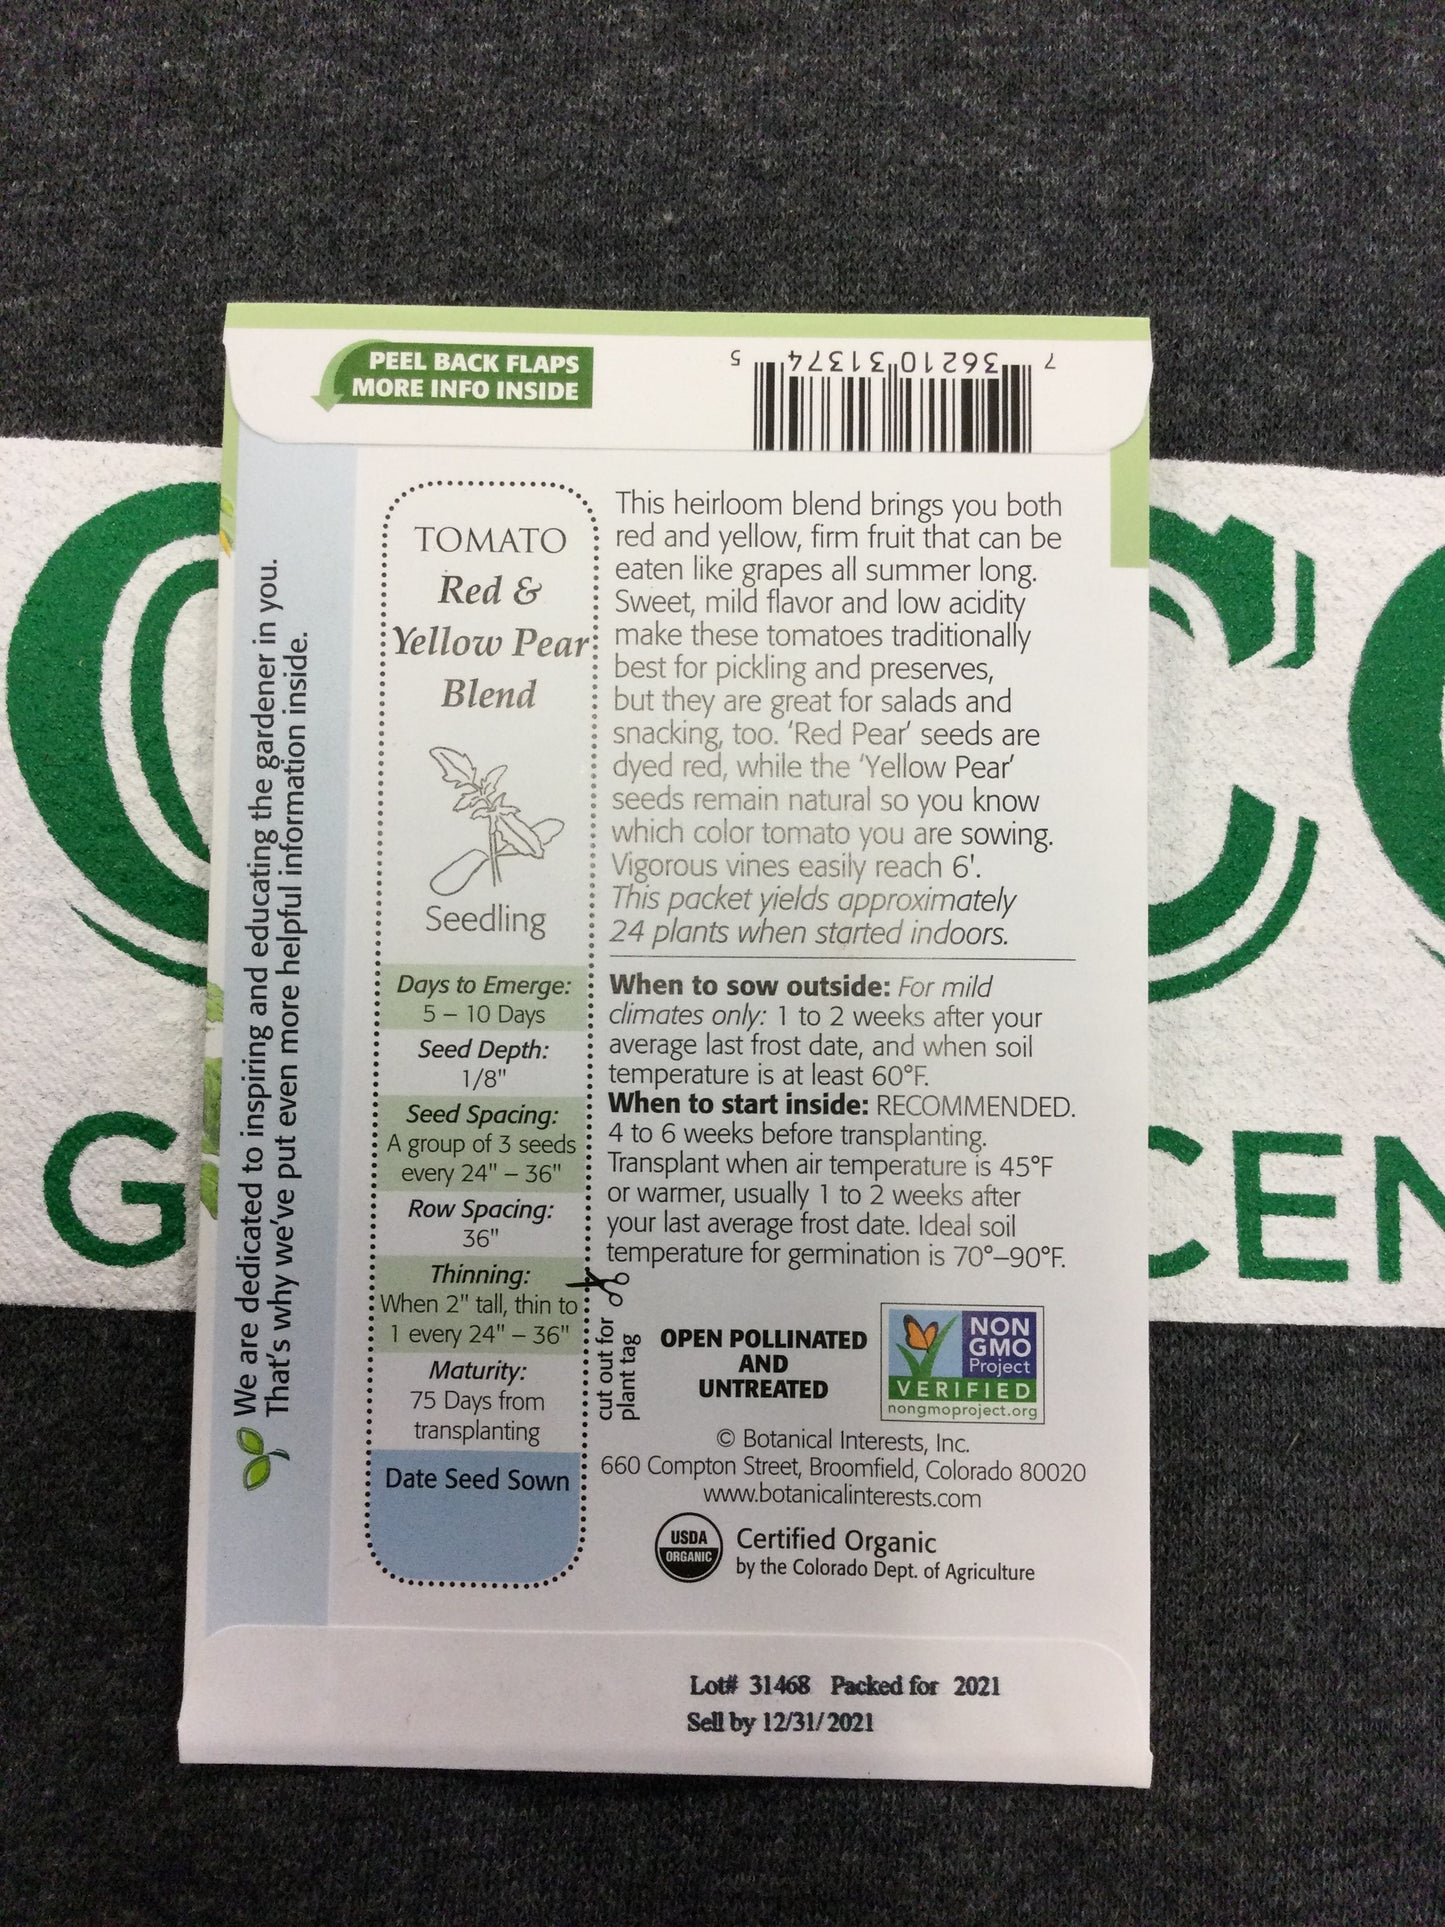 PEEL BACK FLAPS
MORE INFO INSIDE
7 36210 31374 5
We are dedicated to inspiring and educating the gardener in you.
That's why we've put even more helpful information inside.
TOMATO
Red &
Yellow Pear
Blend
Seedling
Days to Emerge:
5 – 10 Days
Seed Depth:
1/8"
Seed Spacing:
A group of 3 seeds
every 24" – 36"
Row Spacing:
36"
Thinning:
When 2" tall, thin to
1 every 24" – 36"
Maturity:
75 Days from
transplanting
Date Seed Sown
cut out for
plant tag
This heirloom blend brings you both
red and yellow, firm fruit that can be
eaten like grapes all summer long.
Sweet, mild flavor and low acidity
make these tomatoes traditionally
best for pickling and preserves,
but they are great for salads and
snacking, too. ‘Red Pear’ seeds are
dyed red, while the ‘Yellow Pear’
seeds remain natural so you know
which color tomato you are sowing.
Vigorous vines easily reach 6'.
This packet yields approximately
24 plants when started indoors.
When to sow outside: For mild
climates only: 1 to 2 weeks after your
average last frost date, and when soil
temperature is at least 60°F.
When to start inside: RECOMMENDED.
4 to 6 weeks before transplanting.
Transplant when air temperature is 45°F
or warmer, usually 1 to 2 weeks after
your last average frost date. Ideal soil
temperature for germination is 70°–90°F.
OPEN POLLINATED
AND
UNTREATED
NON
GMO
Project
VERIFIED
nongmoproject.org
© Botanical Interests, Inc.
660 Compton Street, Broomfield, Colorado 80020
www.botanicalinterests.com
USDA
ORGANIC
Certified Organic
by the Colorado Dept. of Agriculture
Lot# 31468 Packed for 2021
Sell by 12/31/2021